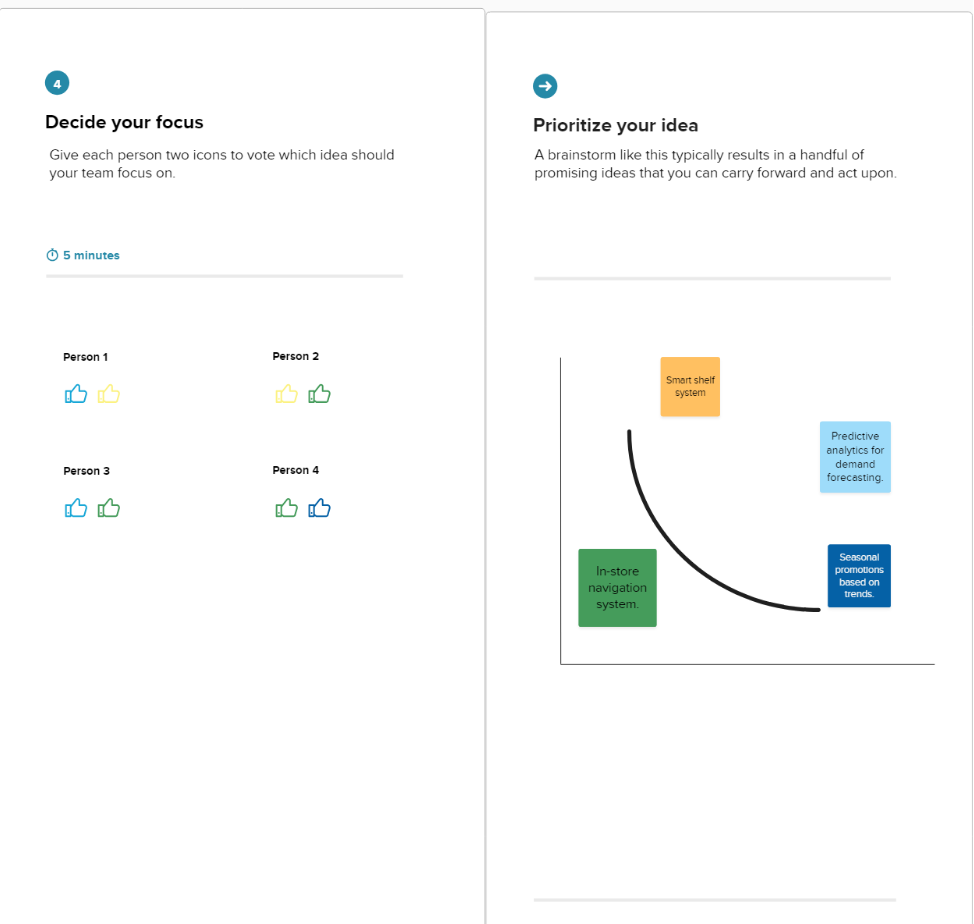 4
Decide your focus
Give each person two icons to vote which idea should
your team focus on.
5 minutes
Person 1
Person 2
Person 3
Person 4
Prioritize your idea
A brainstorm like this typically results in a handful of
promising ideas that you can carry forward and act upon.
Smart shelf
system
Predictive
analytics for
demand
forecasting.
In-store
navigation
system.
Seasonal
promotions
based on
trends.